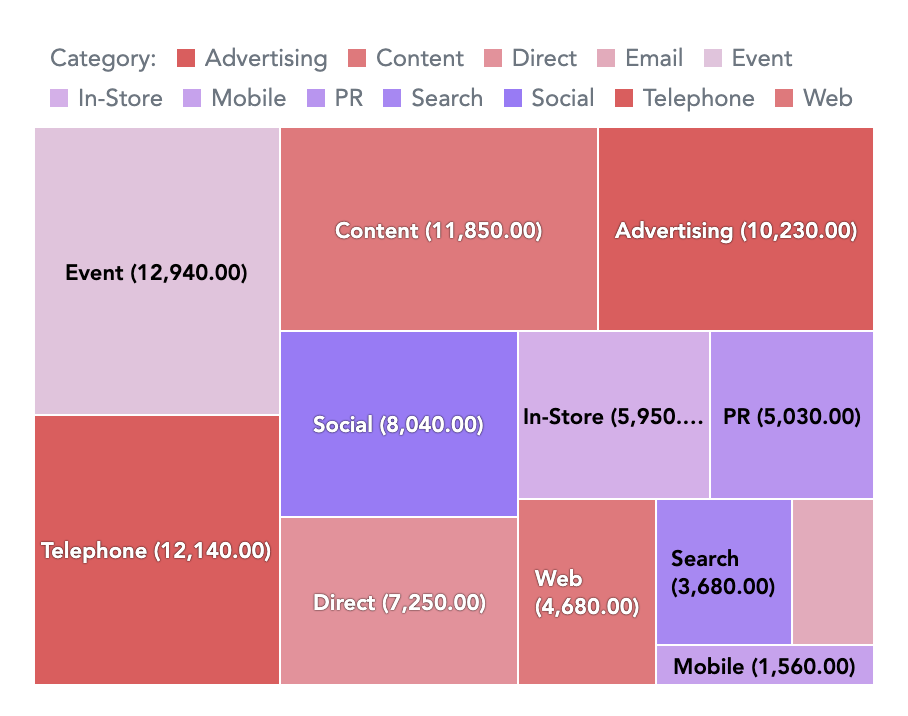 Category: Advertising Content Direct Email Event
In-Store Mobile PR Search Social Telephone Web
Content (11,850.00) Advertising (10,230.00)
Event (12,940.00)
Social (8,040.00) In-Store (5,950.… PR (5,030.00)
Telephone (12,140.00)
Search
(3,680.00)
Web
(4,680.00)
Direct (7,250.00)
Mobile (1,560.00)